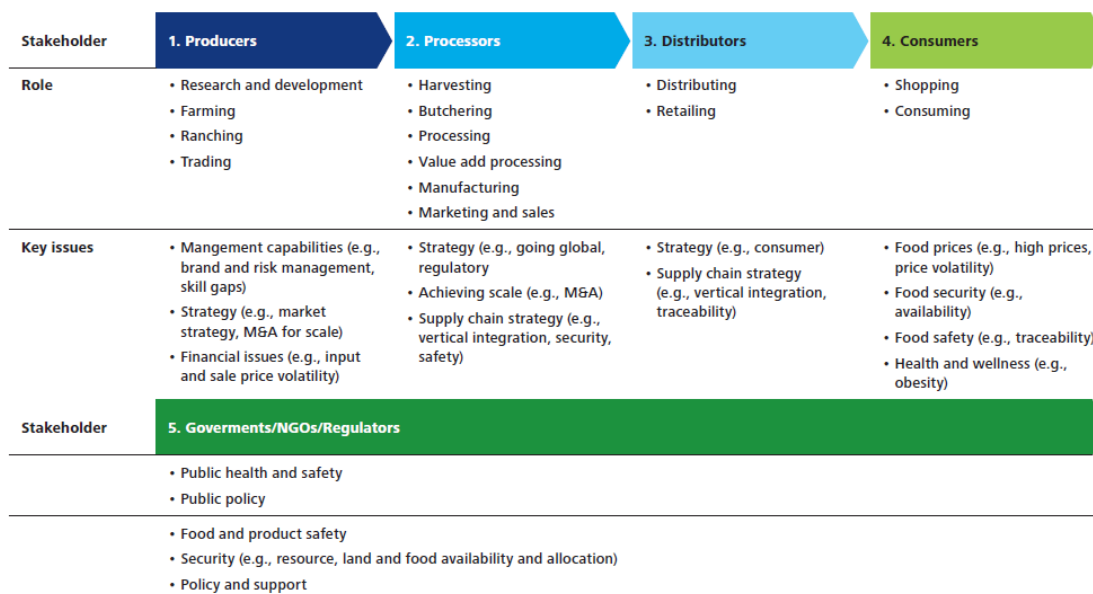 Stakeholder
1. Producers
2. Processors
3. Distributors
4. Consumers
Role
• Research and development
• Farming
• Ranching
• Trading
• Harvesting
• Butchering
• Processing
• Value add processing
• Manufacturing
• Marketing and sales
• Distributing
• Retailing
• Shopping
• Consuming
Key issues
• Mangement capabilities (e.g.,
brand and risk management,
skill gaps)
• Strategy (e.g., market
strategy, M&A for scale)
• Financial issues (e.g., input
and sale price volatility)
• Strategy (e.g., going global,
regulatory
• Achieving scale (e.g., M&A)
• Supply chain strategy (e.g.,
vertical integration, security,
safety)
• Strategy (e.g., consumer)
• Supply chain strategy
(e.g., vertical integration,
traceability)
• Food prices (e.g., high prices,
price volatility)
• Food security (e.g.,
availability)
• Food safety (e.g., traceability)
• Health and wellness (e.g.,
obesity)
Stakeholder
5. Goverments/NGOs/Regulators
• Public health and safety
• Public policy
• Food and product safety
• Security (e.g., resource, land and food availability and allocation)
• Policy and support